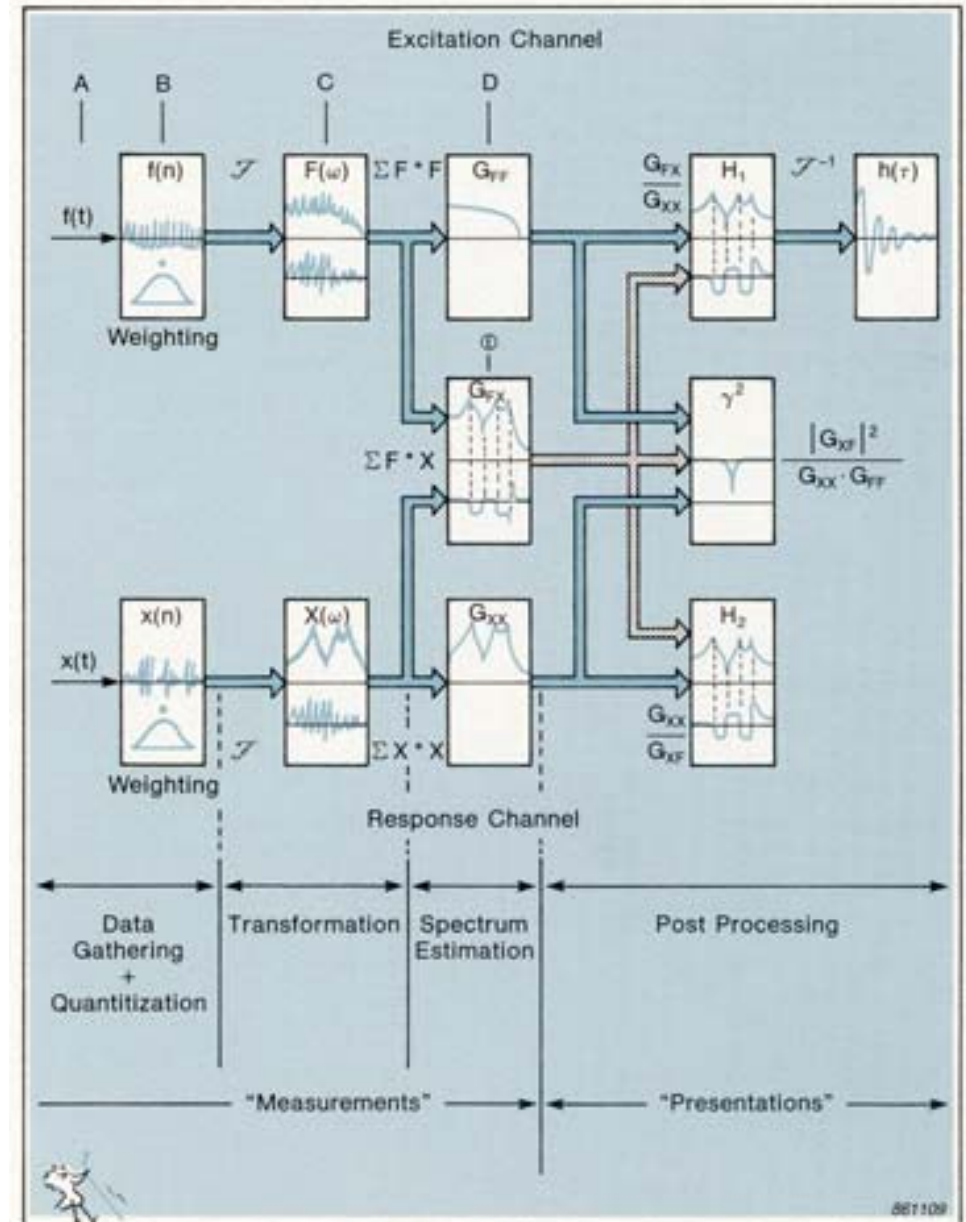 Excitation Channel
A B C D
f(n) 𝓕 F(ω) ΣF * F G_FF G_FX / G_XX H₁ 𝓕⁻¹ h(τ)
f(t)
Weighting
Ⓔ
G_FX γ²
ΣF * X |G_XF|² / G_XX · G_FF
x(n) X(ω) G_XX H₂
x(t)
G_XX / G_XF
𝓕 ΣX * X
Weighting
Response Channel
Data Transformation Spectrum Post Processing
Gathering Estimation
+
Quantitization
"Measurements" "Presentations"
861109